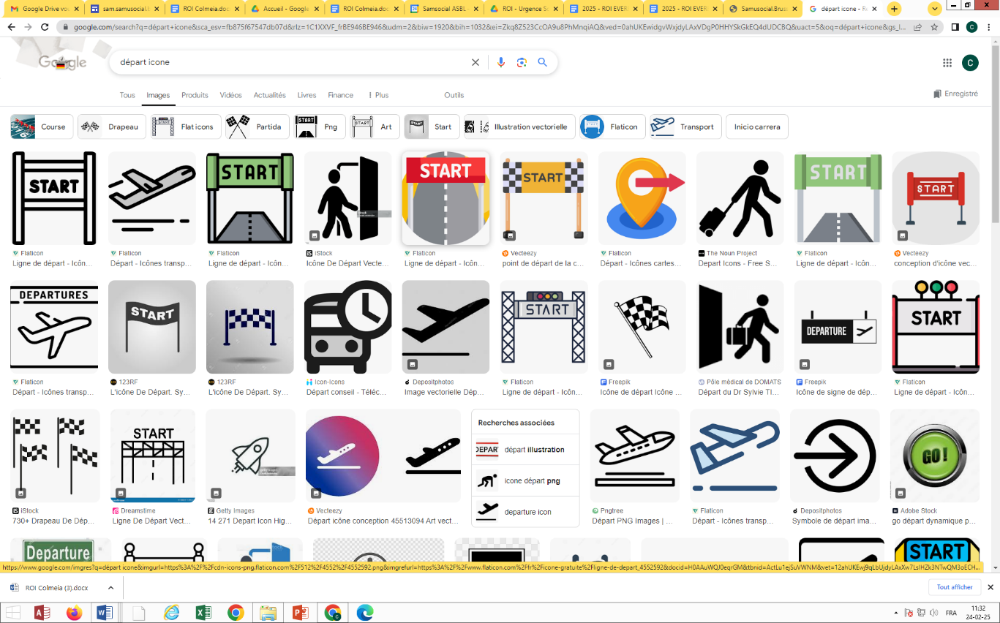 Google Drive vo
sam.samusocial.b
ROI Colmeia.doc
Accueil - Google
ROI Colmeia.doc
Samsocial ASBL -
ROI - Urgence S
2025 - ROI EVER
2025 - ROI EVER
Samusocial.Brus
départ icone - Re
google.com/search?q=départ+icone&sca_esv=fb875f67547db07d&rlz=1C1XXVF_frBE946BE946&udm=2&biw=1920&bih=1032&ei=Zkq8Z523CcOA9u8PhMnqiAQ&ved=0ahUKEwidgvWxjdyLAxVDgP0HHYSkGkEQ4dUDCBQ&uact=5&oq=départ+icone&gs_l...
C
Google
départ icone
C
Tous Images Produits Vidéos Actualités Livres Finance Plus Outils
Enregistré
Course
Drapeau
Flat icons
Partida
START
Png
START
Art
START
Start
Illustration vectorielle
Flaticon
Transport
Inicio carrera
START
START
START
START
START
START
Flaticon
Ligne de départ - Icôn...
Flaticon
Départ - Icônes transp...
Flaticon
Ligne de départ - Icôn...
iStock
Icône De Départ Vecte...
Flaticon
Ligne de départ - Icôn...
Vecteezy
point de départ de la c...
Flaticon
Départ - Icônes cartes...
The Noun Project
Depart Icons - Free S...
Flaticon
Ligne de départ - Icôn...
Vecteezy
conception d'icône vec...
DEPARTURES
START
START
DEPARTURE
START
Flaticon
Départ - Icônes transp...
123RF
L'icône De Départ. Sy...
123RF
L'icône De Départ. Sy...
Icon-Icons
Départ conseil - Téléc...
Depositphotos
Image vectorielle Dép...
Flaticon
Ligne de départ - Icôn...
Freepik
Icône de départ Icône ...
Pôle médical de DOMATS
Départ du Dr Sylvie TI...
Freepik
Icône de signe de dép...
Flaticon
Ligne de départ - Icôn...
START
Recherches associées
DEPAR
départ illustration
icone départ png
departure icon
GO!
iStock
730+ Drapeau De Dép...
Dreamstime
Ligne De Départ Vect...
Getty Images
14 271 Depart Icon Hig...
Vecteezy
Départ icône conception 45513094 Art vect...
Pngtree
Départ PNG Images | ...
Flaticon
Départ - Icônes transp...
Depositphotos
Symbole de départ ima...
Adobe Stock
go départ dynamique p...
Departure
START
https://www.google.com/imgres?q=départ icone&imgurl=https%3A%2F%2Fcdn-icons-png.flaticon.com%2F512%2F4552%2F4552592.png&imgrefurl=https%3A%2F%2Fwww.flaticon.com%2Ffr%2Ficone-gratuite%2Fligne-de-depart_4552592&docid=H0AAuWQJ0eqrGM&tbnid=ActLu1ejSuVWNM&vet=12ahUKEwj9qLbUjdyLAxXw7LsIHZk3NTwQM3oECH...
ROI Colmeia (3).docx
Tout afficher
FRA
11:32
24-02-25